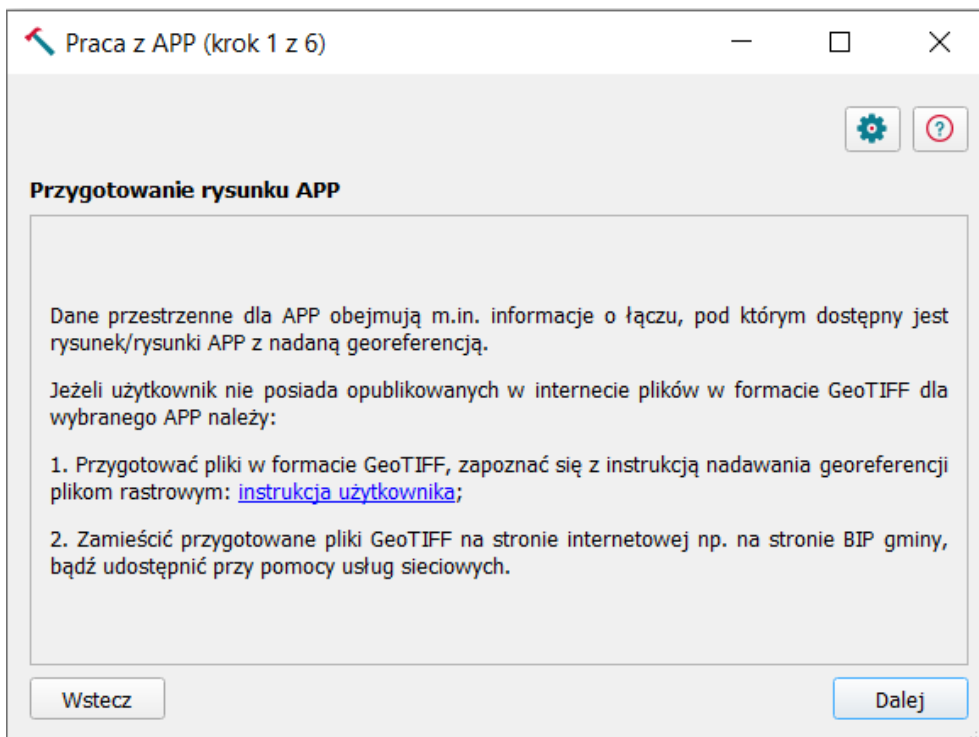 Praca z APP (krok 1 z 6)
Przygotowanie rysunku APP
Dane przestrzenne dla APP obejmują m.in. informacje o łączu, pod którym dostępny jest
rysunek/rysunki APP z nadaną georeferencją.
Jeżeli użytkownik nie posiada opublikowanych w internecie plików w formacie GeoTIFF dla
wybranego APP należy:
1. Przygotować pliki w formacie GeoTIFF, zapoznać się z instrukcją nadawania georeferencji
plikom rastrowym: instrukcja użytkownika;
2. Zamieścić przygotowane pliki GeoTIFF na stronie internetowej np. na stronie BIP gminy,
bądź udostępnić przy pomocy usług sieciowych.
Wstecz
Dalej